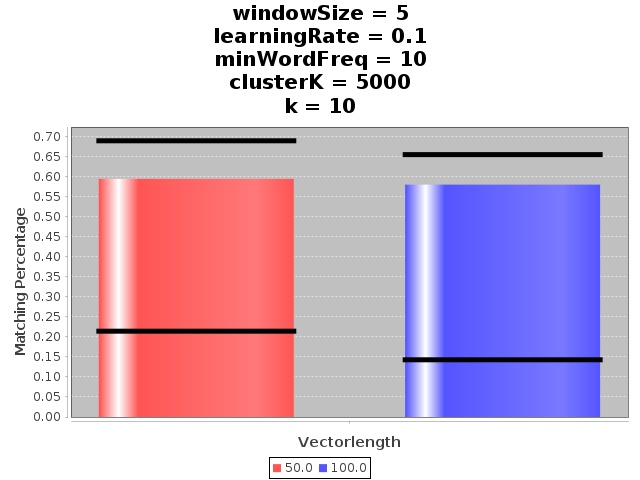 windowSize = 5
learningRate = 0.1
minWordFreq = 10
clusterK = 5000
k = 10
0.70
0.65
0.60
0.55
0.50
0.45
0.40
0.35
0.30
0.25
0.20
0.15
0.10
0.05
0.00
Matching Percentage
Vectorlength
50.0 100.0